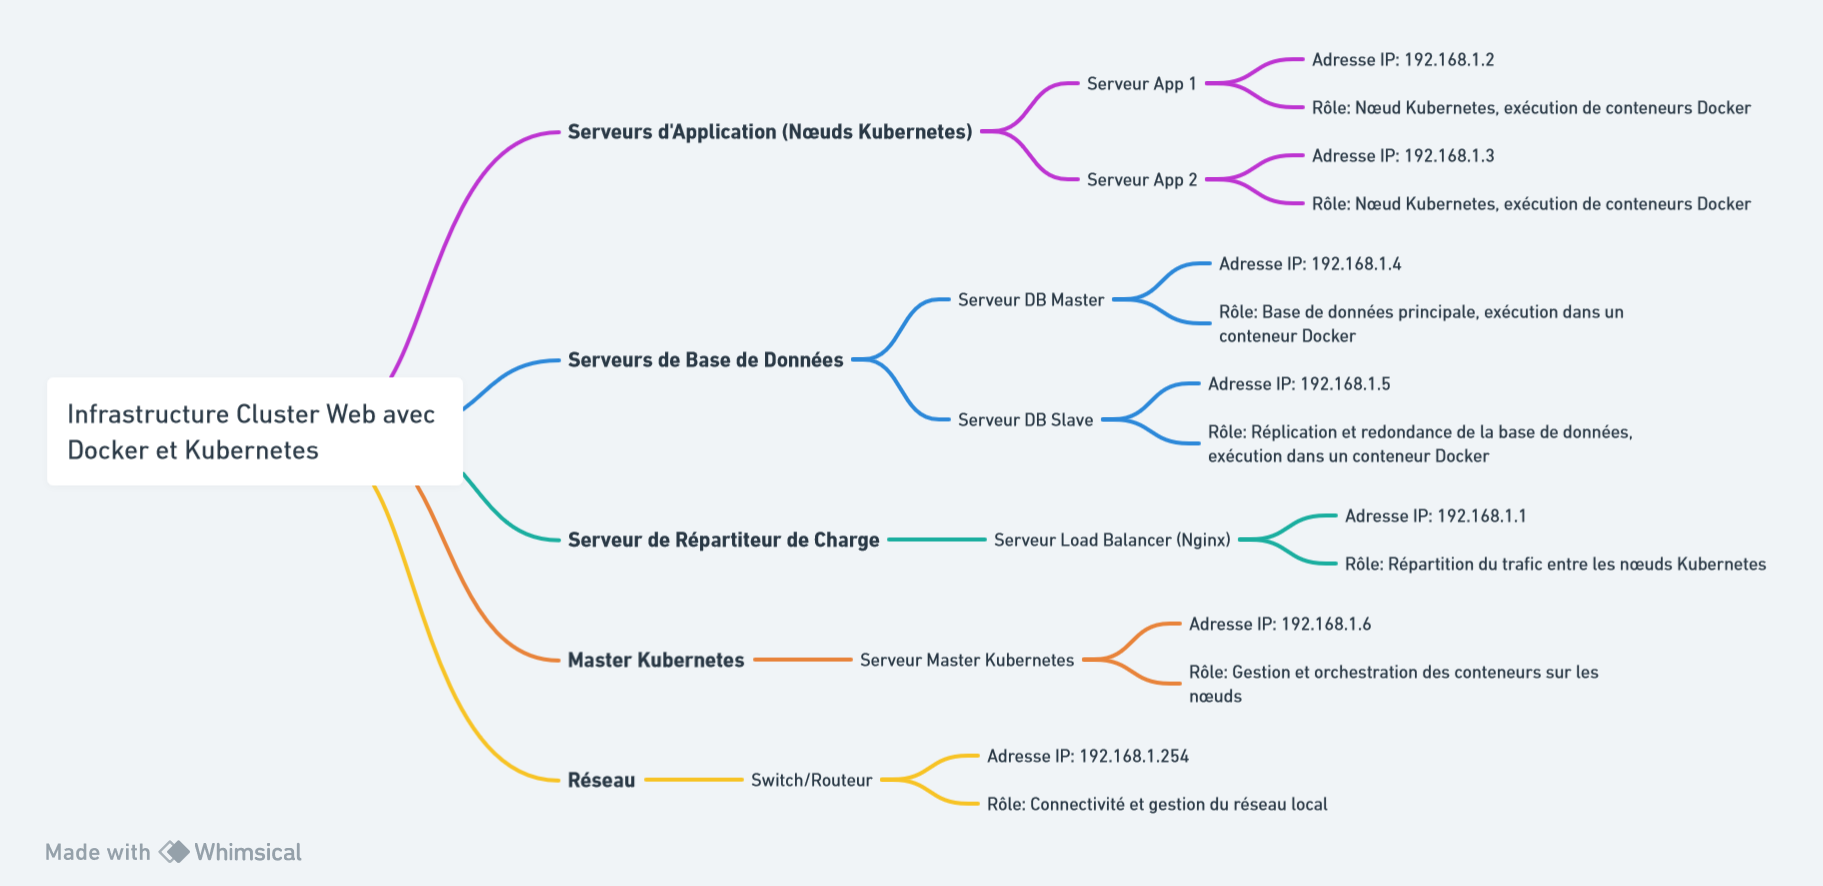 Infrastructure Cluster Web avec
Docker et Kubernetes
Serveurs d'Application (Nœuds Kubernetes)
Serveur App 1
Adresse IP: 192.168.1.2
Rôle: Nœud Kubernetes, exécution de conteneurs Docker
Serveur App 2
Adresse IP: 192.168.1.3
Rôle: Nœud Kubernetes, exécution de conteneurs Docker
Serveurs de Base de Données
Serveur DB Master
Adresse IP: 192.168.1.4
Rôle: Base de données principale, exécution dans un
conteneur Docker
Serveur DB Slave
Adresse IP: 192.168.1.5
Rôle: Réplication et redondance de la base de données,
exécution dans un conteneur Docker
Serveur de Répartiteur de Charge
Serveur Load Balancer (Nginx)
Adresse IP: 192.168.1.1
Rôle: Répartition du trafic entre les nœuds Kubernetes
Master Kubernetes
Serveur Master Kubernetes
Adresse IP: 192.168.1.6
Rôle: Gestion et orchestration des conteneurs sur les
nœuds
Réseau
Switch/Routeur
Adresse IP: 192.168.1.254
Rôle: Connectivité et gestion du réseau local
Made with Whimsical